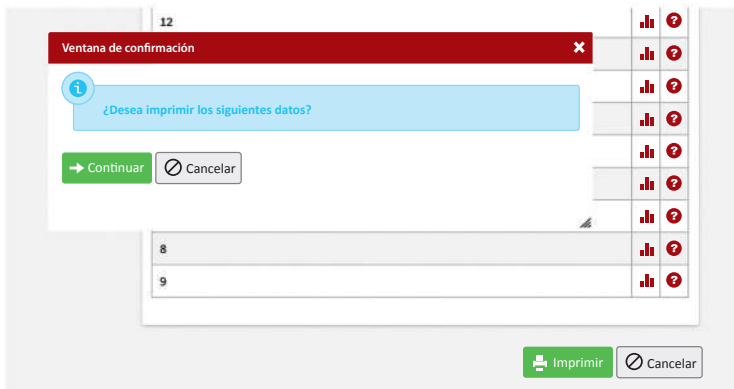 12
Ventana de confirmación
¿Desea imprimir los siguientes datos?
Continuar Cancelar
8
9
Imprimir Cancelar